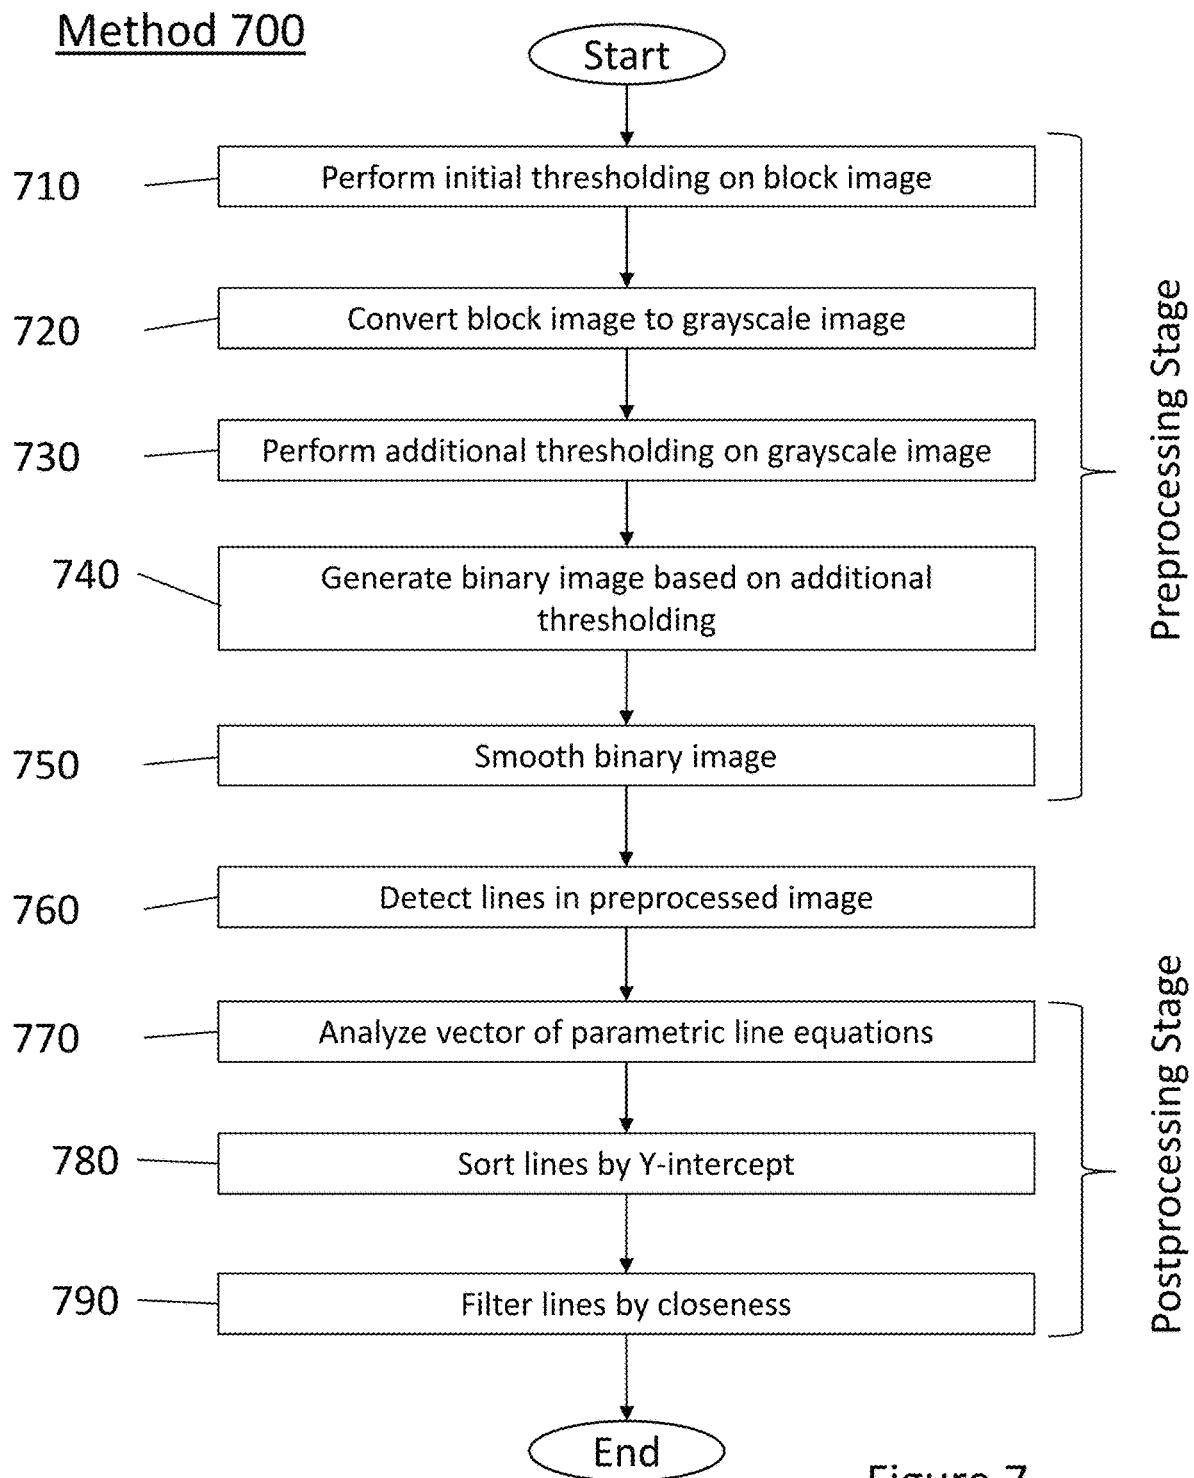 Method 700
Start
710
Perform initial thresholding on block image
720
Convert block image to grayscale image
730
Perform additional thresholding on grayscale image
740
Generate binary image based on additional
thresholding
750
Smooth binary image
Preprocessing Stage
760
Detect lines in preprocessed image
770
Analyze vector of parametric line equations
780
Sort lines by Y-intercept
790
Filter lines by closeness
Postprocessing Stage
End
Figure 7